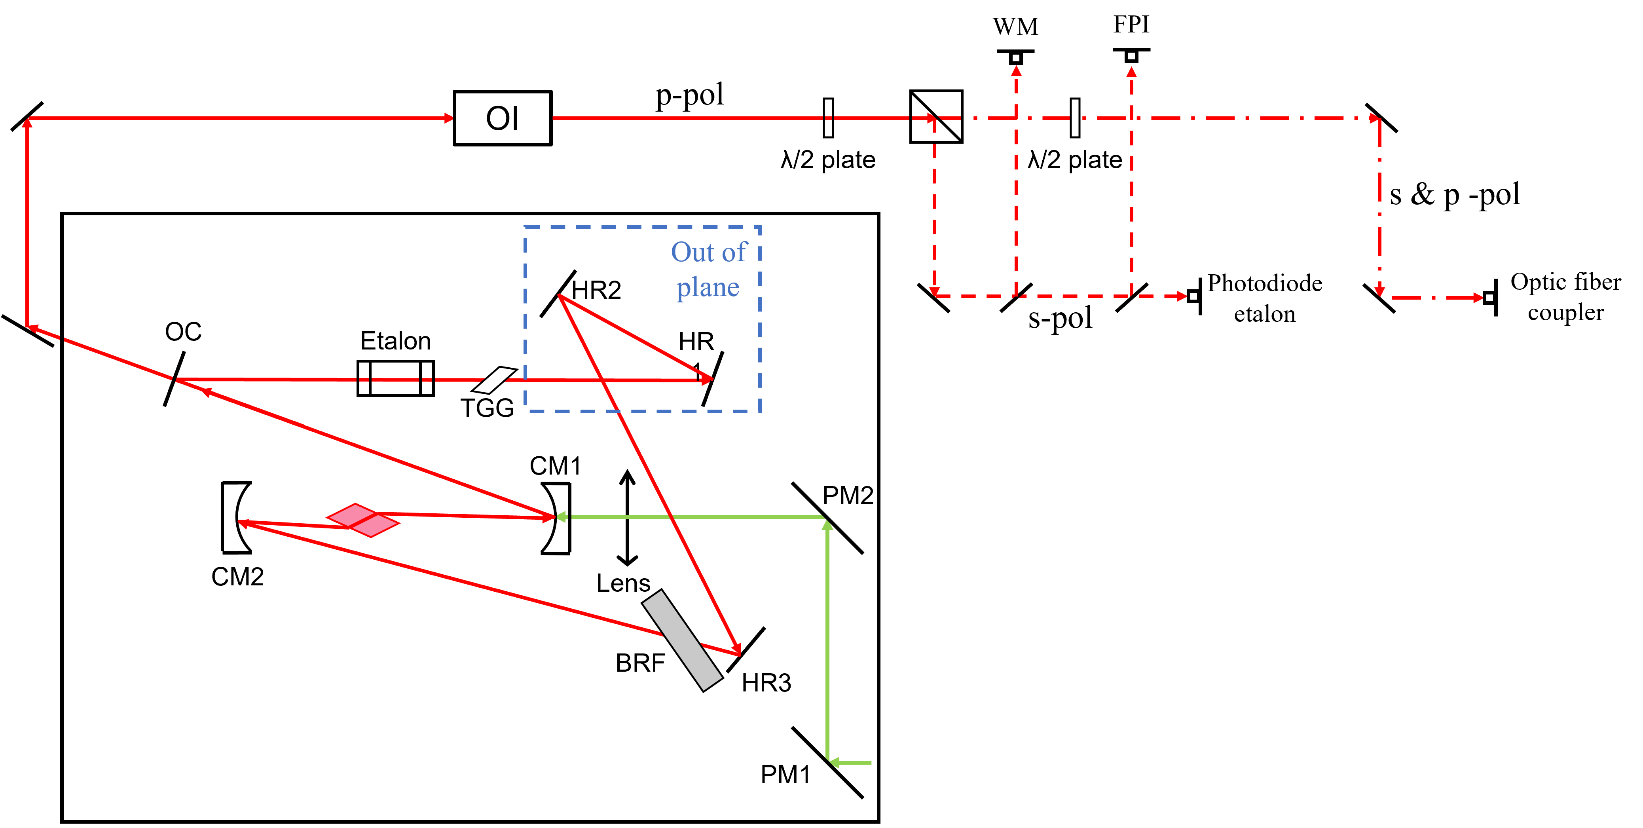 WM
FPI
p-pol
OI
λ/2 plate
λ/2 plate
s & p -pol
Out of
plane
HR2
Photodiode
etalon
Optic fiber
coupler
s-pol
OC
Etalon
HR
TGG
CM1
PM2
CM2
Lens
BRF
HR3
PM1